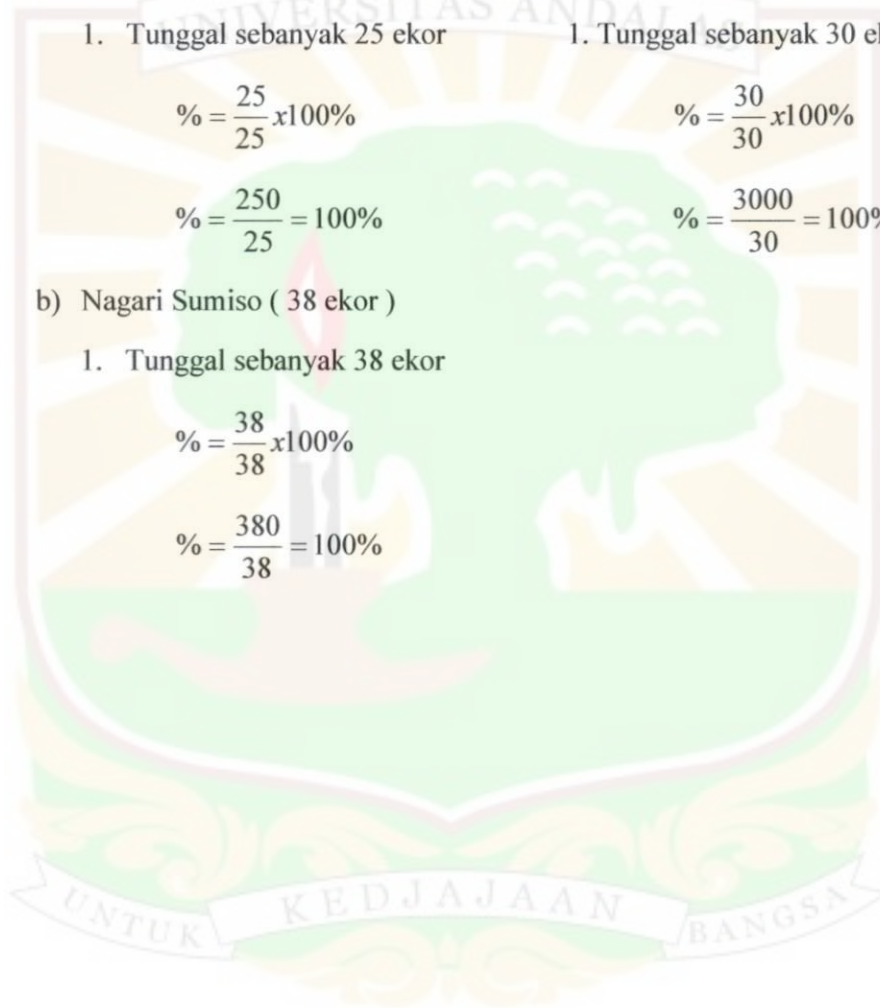 UNIVERSITAS ANDALAS
1. Tunggal sebanyak 25 ekor
% = 25/25 x100%
% = 250/25 = 100%
b) Nagari Sumiso ( 38 ekor )
1. Tunggal sebanyak 38 ekor
% = 38/38 x100%
% = 380/38 = 100%
1. Tunggal sebanyak 30
% = 30/30 x100%
% = 3000/30 = 100%
UNTUK KEDJAJAAN BANGSA